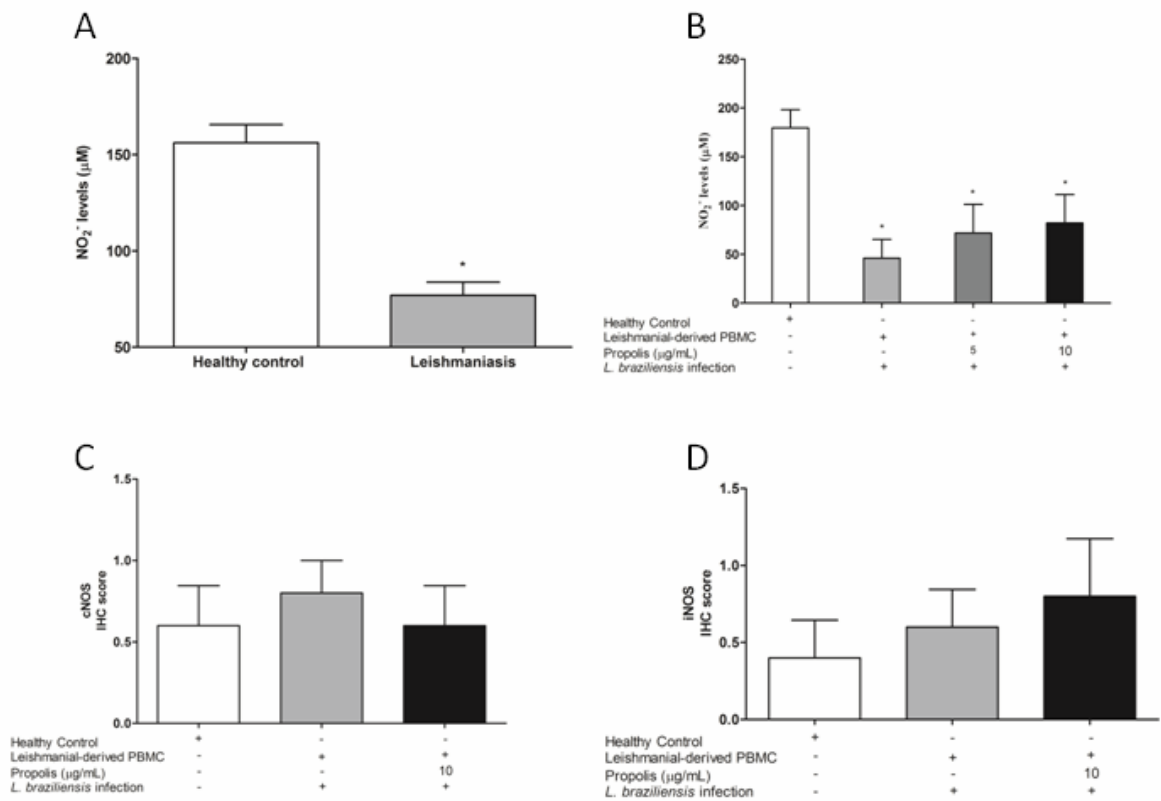 A
NO2⁻ levels (μM)
200
150
100
50
*
Healthy control Leishmaniasis
B
NO2⁻ levels (μM)
250
200
150
100
50
0
* * *
Healthy Control + - - -
Leishmanial-derived PBMC - + + +
Propolis (μg/mL) - - 5 10
L. braziliensis infection - + + +
C
cNOS
IHC score
1.5
1.0
0.5
0.0
Healthy Control + - -
Leishmanial-derived PBMC - + +
Propolis (μg/mL) - - 10
L. braziliensis infection - + +
D
iNOS
IHC score
1.5
1.0
0.5
0.0
Healthy Control + - -
Leishmanial-derived PBMC - + +
Propolis (μg/mL) - - 10
L. braziliensis infection - + +